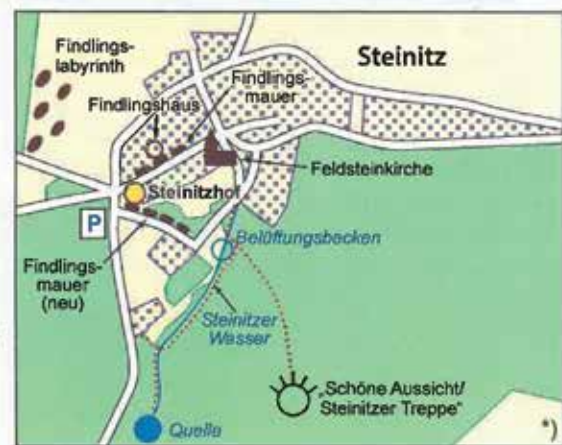 Findlings-
labyrinth
Steinitz
Findlings-
mauer
Findlingshaus
Feldsteinkirche
Steinitzhof
P
Belüftungsbecken
Findlings-
mauer
(neu)
Steinitzer
Wasser
„Schöne Aussicht/
Steinitzer Treppe"
Quelle
*)